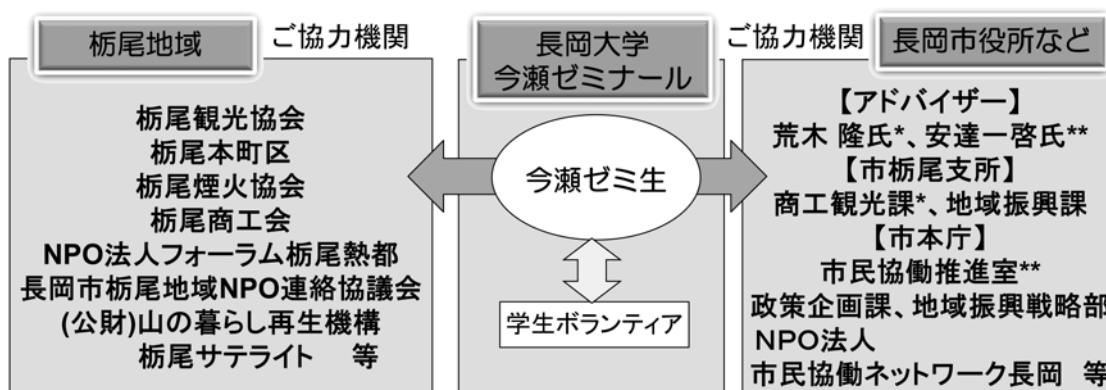 栃尾地域
ご協力機関
栃尾観光協会
栃尾本町区
栃尾煙火協会
栃尾商工会
NPO法人フォーラム栃尾熱都
長岡市栃尾地域NPO連絡協議会
(公財)山の暮らし再生機構
栃尾サテライト 等
長岡大学
今瀬ゼミナール
今瀬ゼミ生
学生ボランティア
ご協力機関
長岡市役所など
【アドバイザー】
荒木 隆氏*、安達一啓氏**
【市栃尾支所】
商工観光課*、地域振興課
【市本庁】
市民協働推進室**
政策企画課、地域振興戦略部
NPO法人
市民協働ネットワーク長岡 等